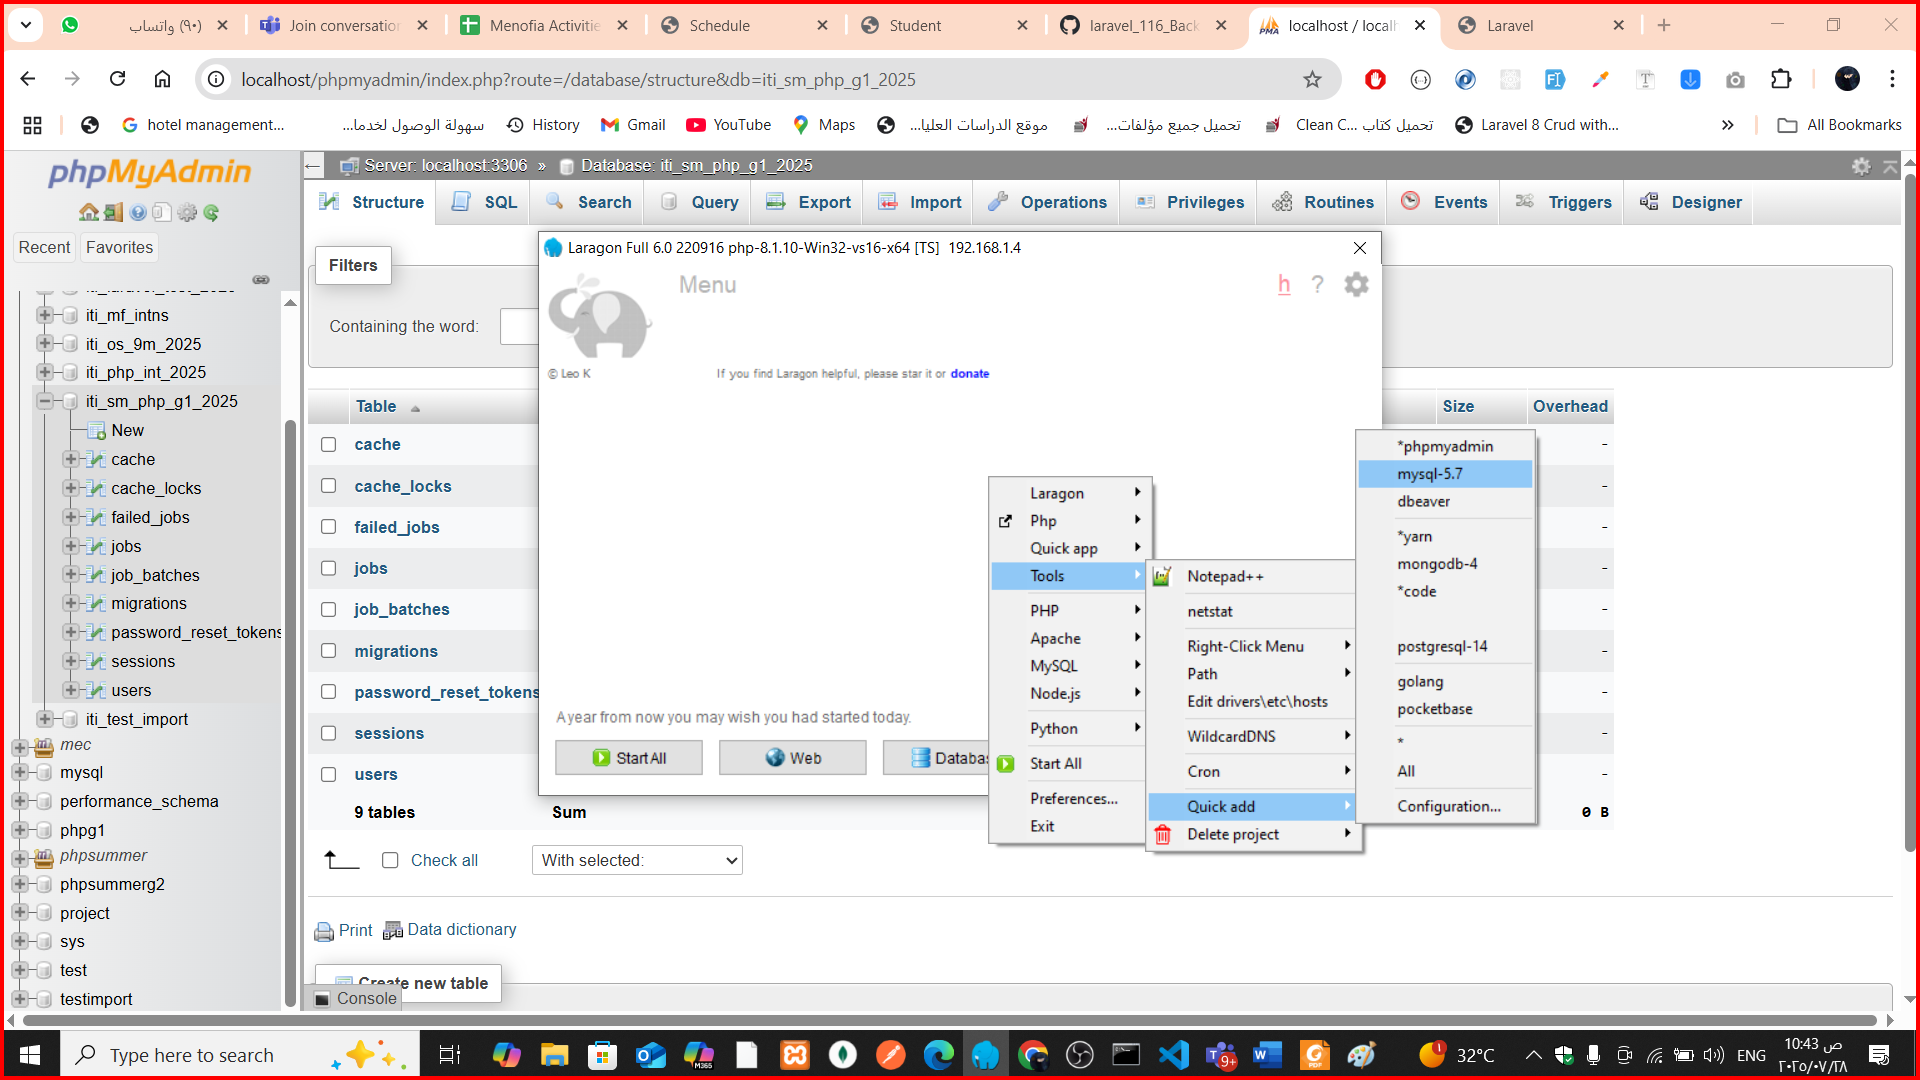 واتساب (٩٠)
Join conversation
Menofia Activitie
Schedule
Student
laravel_116_Back
localhost / localh
Laravel
localhost/phpmyadmin/index.php?route=/database/structure&db=iti_sm_php_g1_2025
hotel management...
سهولة الوصول لخدما...
History
Gmail
YouTube
Maps
موقع الدراسات العليا...
تحميل جميع مؤلفات...
تحميل كتاب Clean C...
Laravel 8 Crud with...
All Bookmarks
phpMyAdmin
Recent
Favorites
iti_mf_intns
iti_os_9m_2025
iti_php_int_2025
iti_sm_php_g1_2025
New
cache
cache_locks
failed_jobs
jobs
job_batches
migrations
password_reset_tokens
sessions
users
iti_test_import
mec
mysql
performance_schema
phpg1
phpsummer
phpsummerg2
project
sys
test
testimport
Server: localhost:3306 » Database: iti_sm_php_g1_2025
Structure
SQL
Search
Query
Export
Import
Operations
Privileges
Routines
Events
Triggers
Designer
Filters
Containing the word:
Table
Size
Overhead
cache
-
cache_locks
-
failed_jobs
-
jobs
-
job_batches
-
migrations
-
password_reset_tokens
-
sessions
-
users
-
9 tables
Sum
0 B
Check all
With selected:
Print
Data dictionary
Create new table
Console
Laragon Full 6.0 220916 php-8.1.10-Win32-vs16-x64 [TS] 192.168.1.4
Menu
h
?
© Leo K
If you find Laragon helpful, please star it or donate
A year from now you may wish you had started today.
Start All
Web
Databas
Laragon
Php
Quick app
Tools
PHP
Apache
MySQL
Node.js
Python
Start All
Preferences...
Exit
Notepad++
netstat
Right-Click Menu
Path
Edit drivers\etc\hosts
WildcardDNS
Cron
Quick add
Delete project
*phpmyadmin
mysql-5.7
dbeaver
*yarn
mongodb-4
*code
postgresql-14
golang
pocketbase
*
All
Configuration...
Type here to search
M365
9+
PDF
32°C
ENG
10:43 ص
٢٠٢٥/٠٧/٢٨